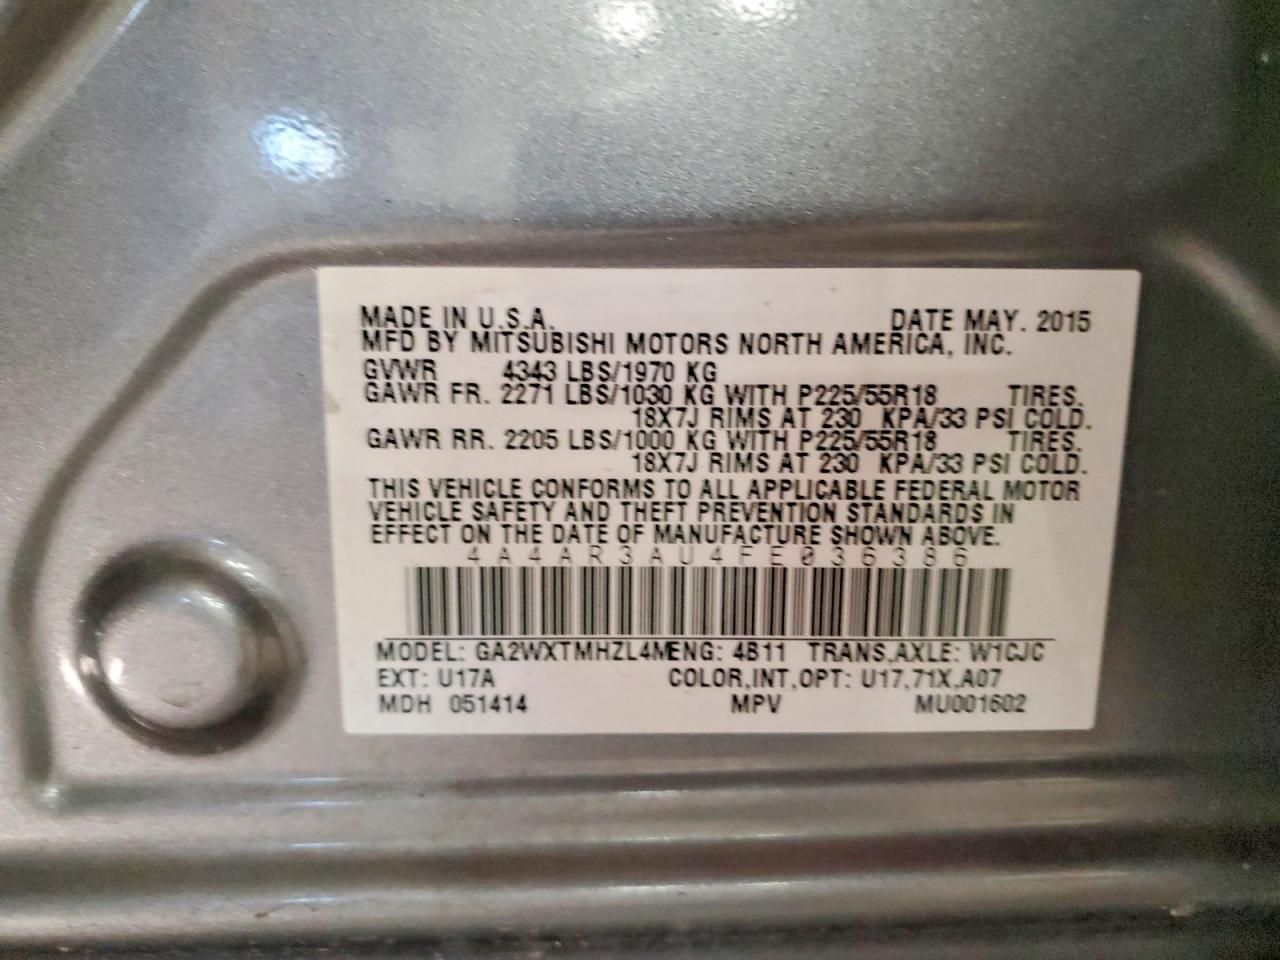 MADE IN U.S.A. DATE MAY. 2015
MFD BY MITSUBISHI MOTORS NORTH AMERICA, INC.
GVWR 4343 LBS/1970 KG
GAWR FR. 2271 LBS/1030 KG WITH P225/55R18 TIRES.
18X7J RIMS AT 230 KPA/33 PSI COLD.
GAWR RR. 2205 LBS/1000 KG WITH P225/55R18 TIRES.
18X7J RIMS AT 230 KPA/33 PSI COLD.
THIS VEHICLE CONFORMS TO ALL APPLICABLE FEDERAL MOTOR
VEHICLE SAFETY AND THEFT PREVENTION STANDARDS IN
EFFECT ON THE DATE OF MANUFACTURE SHOWN ABOVE.
4A4AR3AU4FE036386
MODEL: GA2WXTMHZL4M ENG: 4B11 TRANS,AXLE: W1CJC
EXT: U17A COLOR,INT,OPT: U17,71X,A07
MDH 051414 MPV MU001602